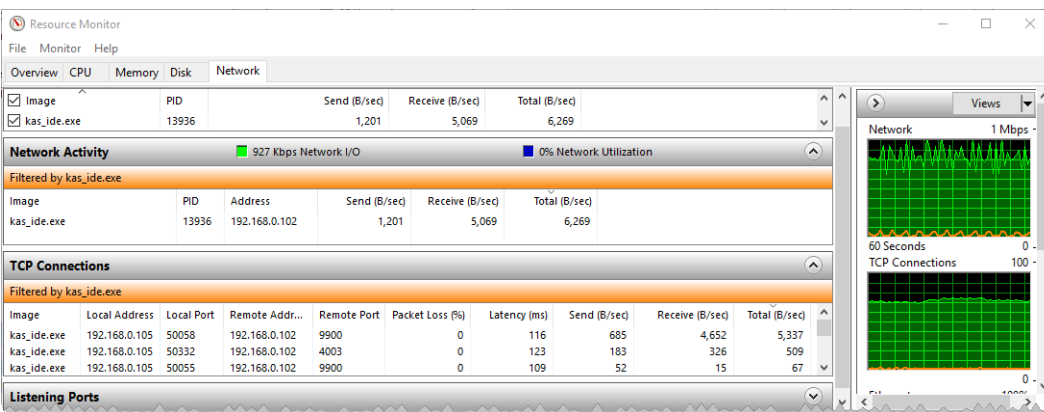 Resource Monitor
File Monitor Help
Overview CPU Memory Disk Network
Image PID Send (B/sec) Receive (B/sec) Total (B/sec)
kas_ide.exe 13936 1,201 5,069 6,269
Network Activity 927 Kbps Network I/O 0% Network Utilization
Filtered by kas_ide.exe
Image PID Address Send (B/sec) Receive (B/sec) Total (B/sec)
kas_ide.exe 13936 192.168.0.102 1,201 5,069 6,269
TCP Connections
Filtered by kas_ide.exe
Image Local Address Local Port Remote Addr... Remote Port Packet Loss (%) Latency (ms) Send (B/sec) Receive (B/sec) Total (B/sec)
kas_ide.exe 192.168.0.105 50058 192.168.0.102 9900 0 116 685 4,652 5,337
kas_ide.exe 192.168.0.105 50332 192.168.0.102 4003 0 123 183 326 509
kas_ide.exe 192.168.0.105 50055 192.168.0.102 9900 0 109 52 15 67
Listening Ports
Views
Network 1 Mbps
60 Seconds 0
TCP Connections 100
0